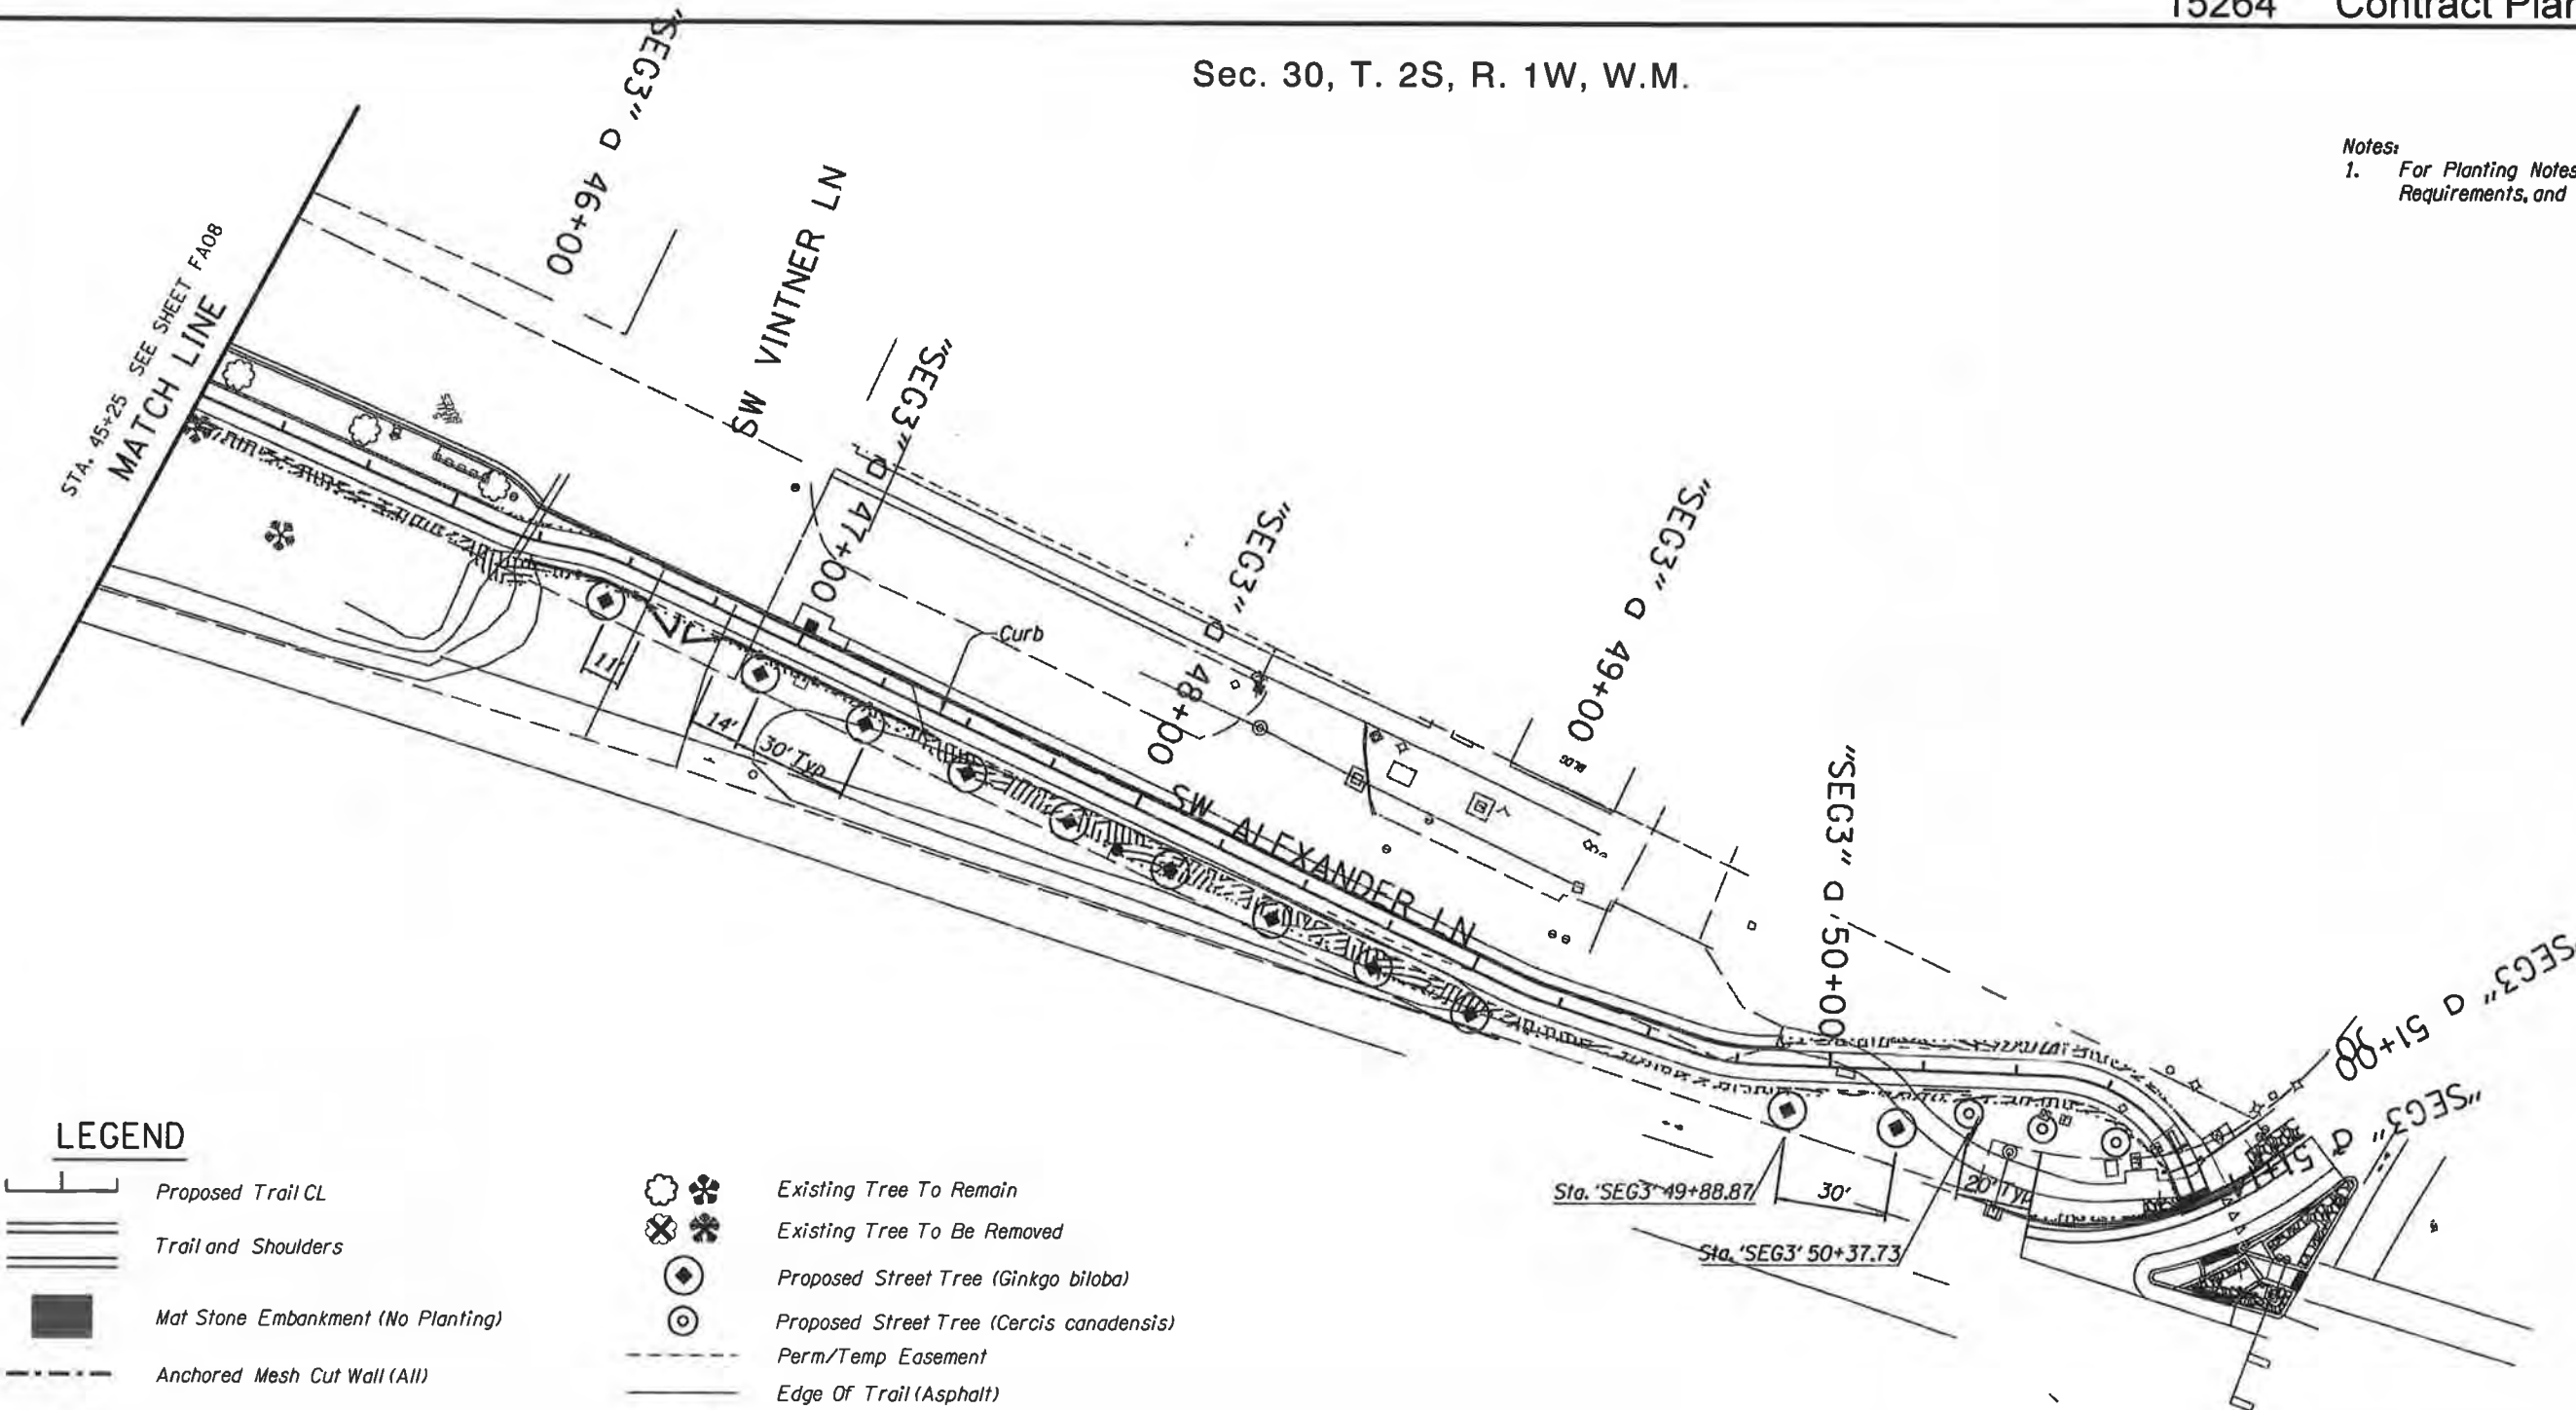 15264 Contract Plan
Sec. 30, T. 2S, R. 1W, W.M.
Notes:
1. For Planting Notes
Requirements, and
STA. 45+25 SEE SHEET FA08
MATCH LINE
"SEG3" 46+00
SW VINTNER LN
"SEG3" 47+00
"SEG3" 48+00
"SEG3" 49+00
"SEG3" 50+00
"SEG3" 51+00
"SEG3"
Curb
11'
14'
30' Typ
BLDG
SW ALEXANDER LN
Sta. 'SEG3' 49+88.87
30'
20' Typ
Sta. 'SEG3' 50+37.73
LEGEND
Proposed Trail CL
Trail and Shoulders
Mat Stone Embankment (No Planting)
Anchored Mesh Cut Wall (All)
Existing Tree To Remain
Existing Tree To Be Removed
Proposed Street Tree (Ginkgo biloba)
Proposed Street Tree (Cercis canadensis)
Perm/Temp Easement
Edge Of Trail (Asphalt)